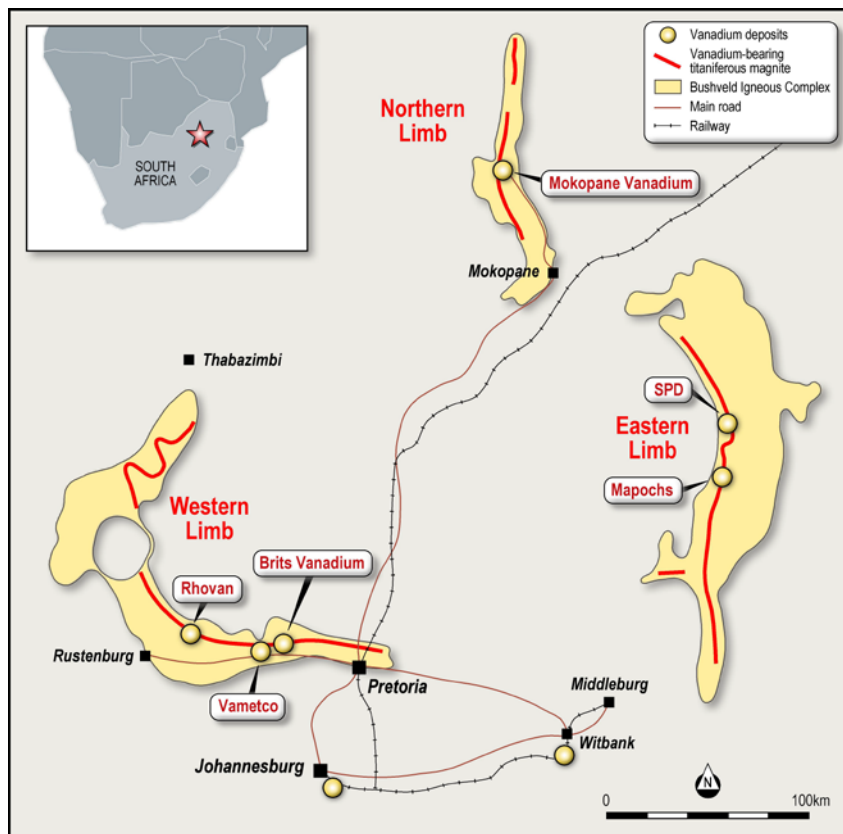 SOUTH
AFRICA
Vanadium deposits
Vanadium-bearing
titaniferous magnite
Bushveld Igneous Complex
Main road
Railway
Northern
Limb
Mokopane Vanadium
Mokopane
Thabazimbi
SPD
Eastern
Limb
Mapochs
Western
Limb
Brits Vanadium
Rhovan
Rustenburg
Vametco
Pretoria
Middleburg
Witbank
Johannesburg
N
0
100km